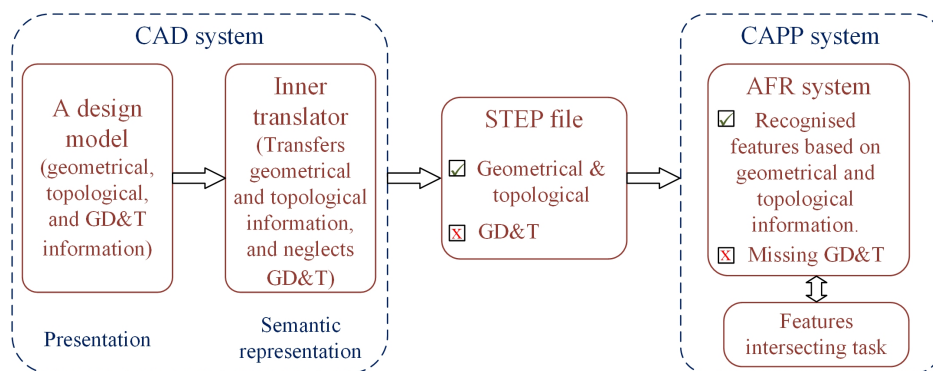 CAD system
A design
model
(geometrical,
topological,
and GD&T
information)
Presentation
Inner
translator
(Transfers
geometrical
and topological
information,
and neglects
GD&T)
Semantic
representation
STEP file
✓ Geometrical &
topological
x GD&T
CAPP system
AFR system
✓ Recognised
features based on
geometrical and
topological
information.
x Missing GD&T
Features
intersecting task